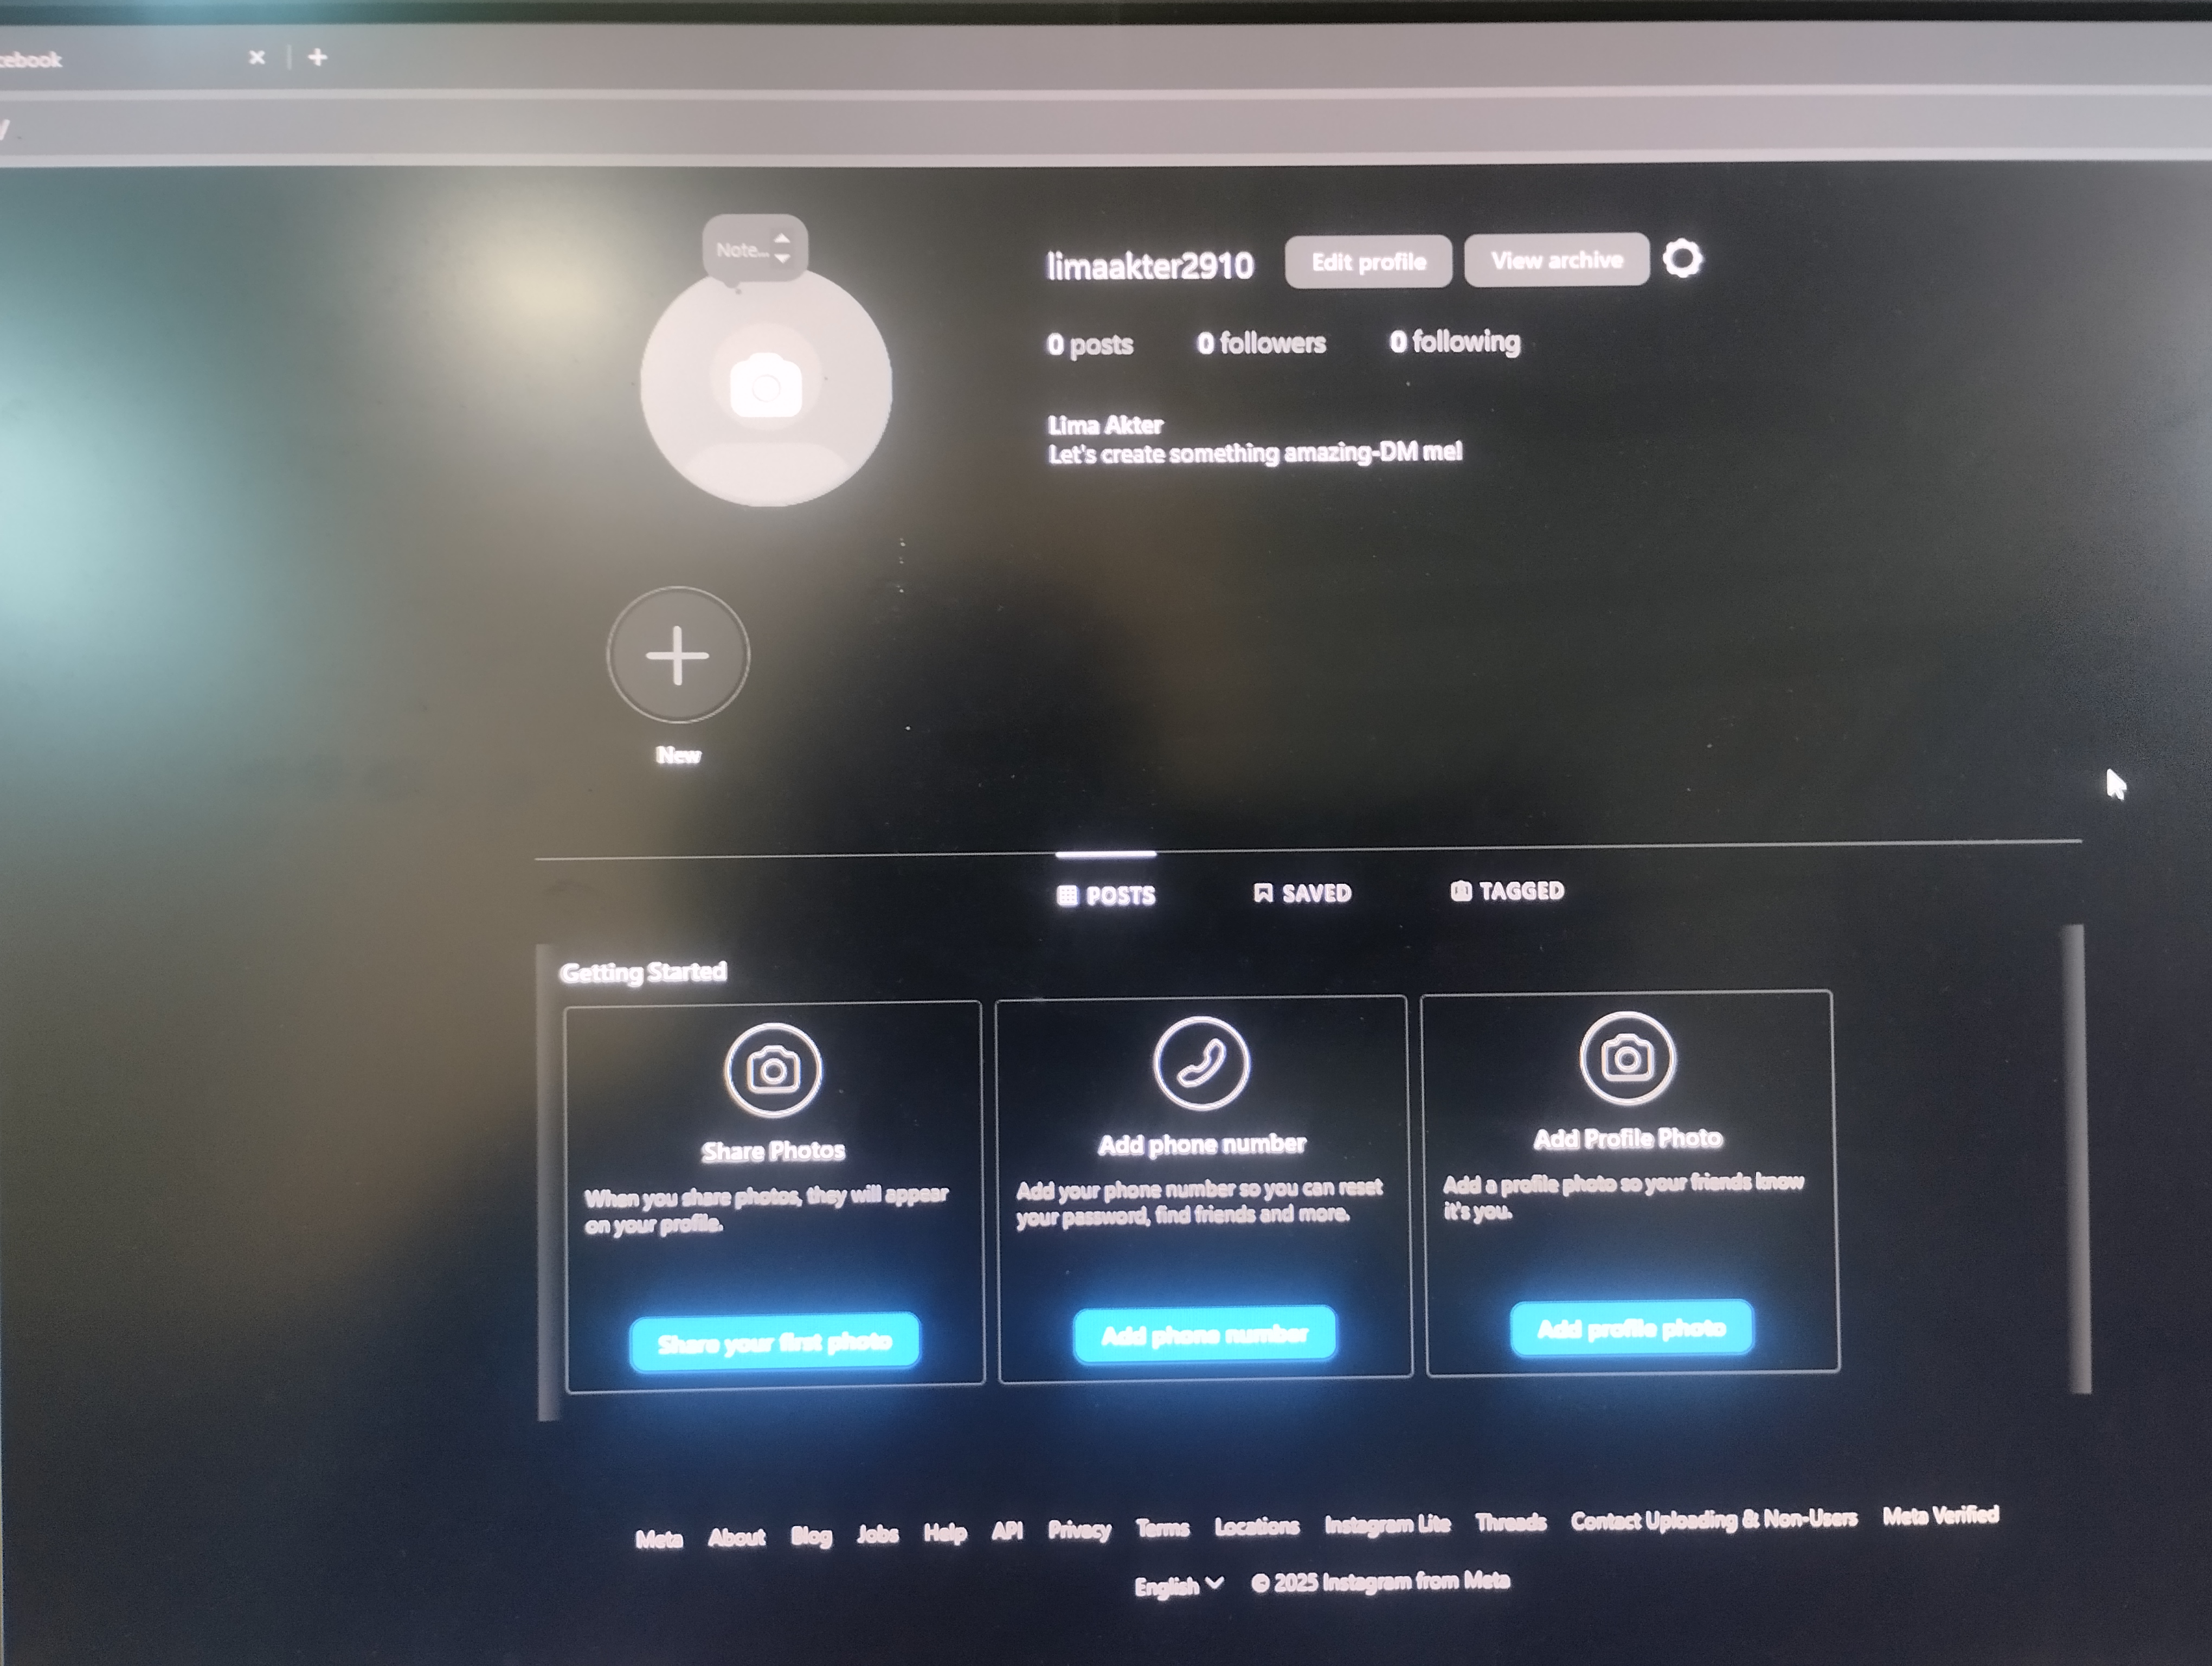 cebook
Note...
limaakter2910 Edit profile View archive
0 posts 0 followers 0 following
Lima Akter
Let's create something amazing-DM me!
New
POSTS SAVED TAGGED
Getting Started
Share Photos
When you share photos, they will appear
on your profile.
Share your first photo
Add phone number
Add your phone number so you can reset
your password, find friends and more.
Add phone number
Add Profile Photo
Add a profile photo so your friends know
it's you.
Add profile photo
Meta About Blog Jobs Help API Privacy Terms Locations Instagram Lite Threads Contact Uploading & Non-Users Meta Verified
English © 2025 Instagram from Meta